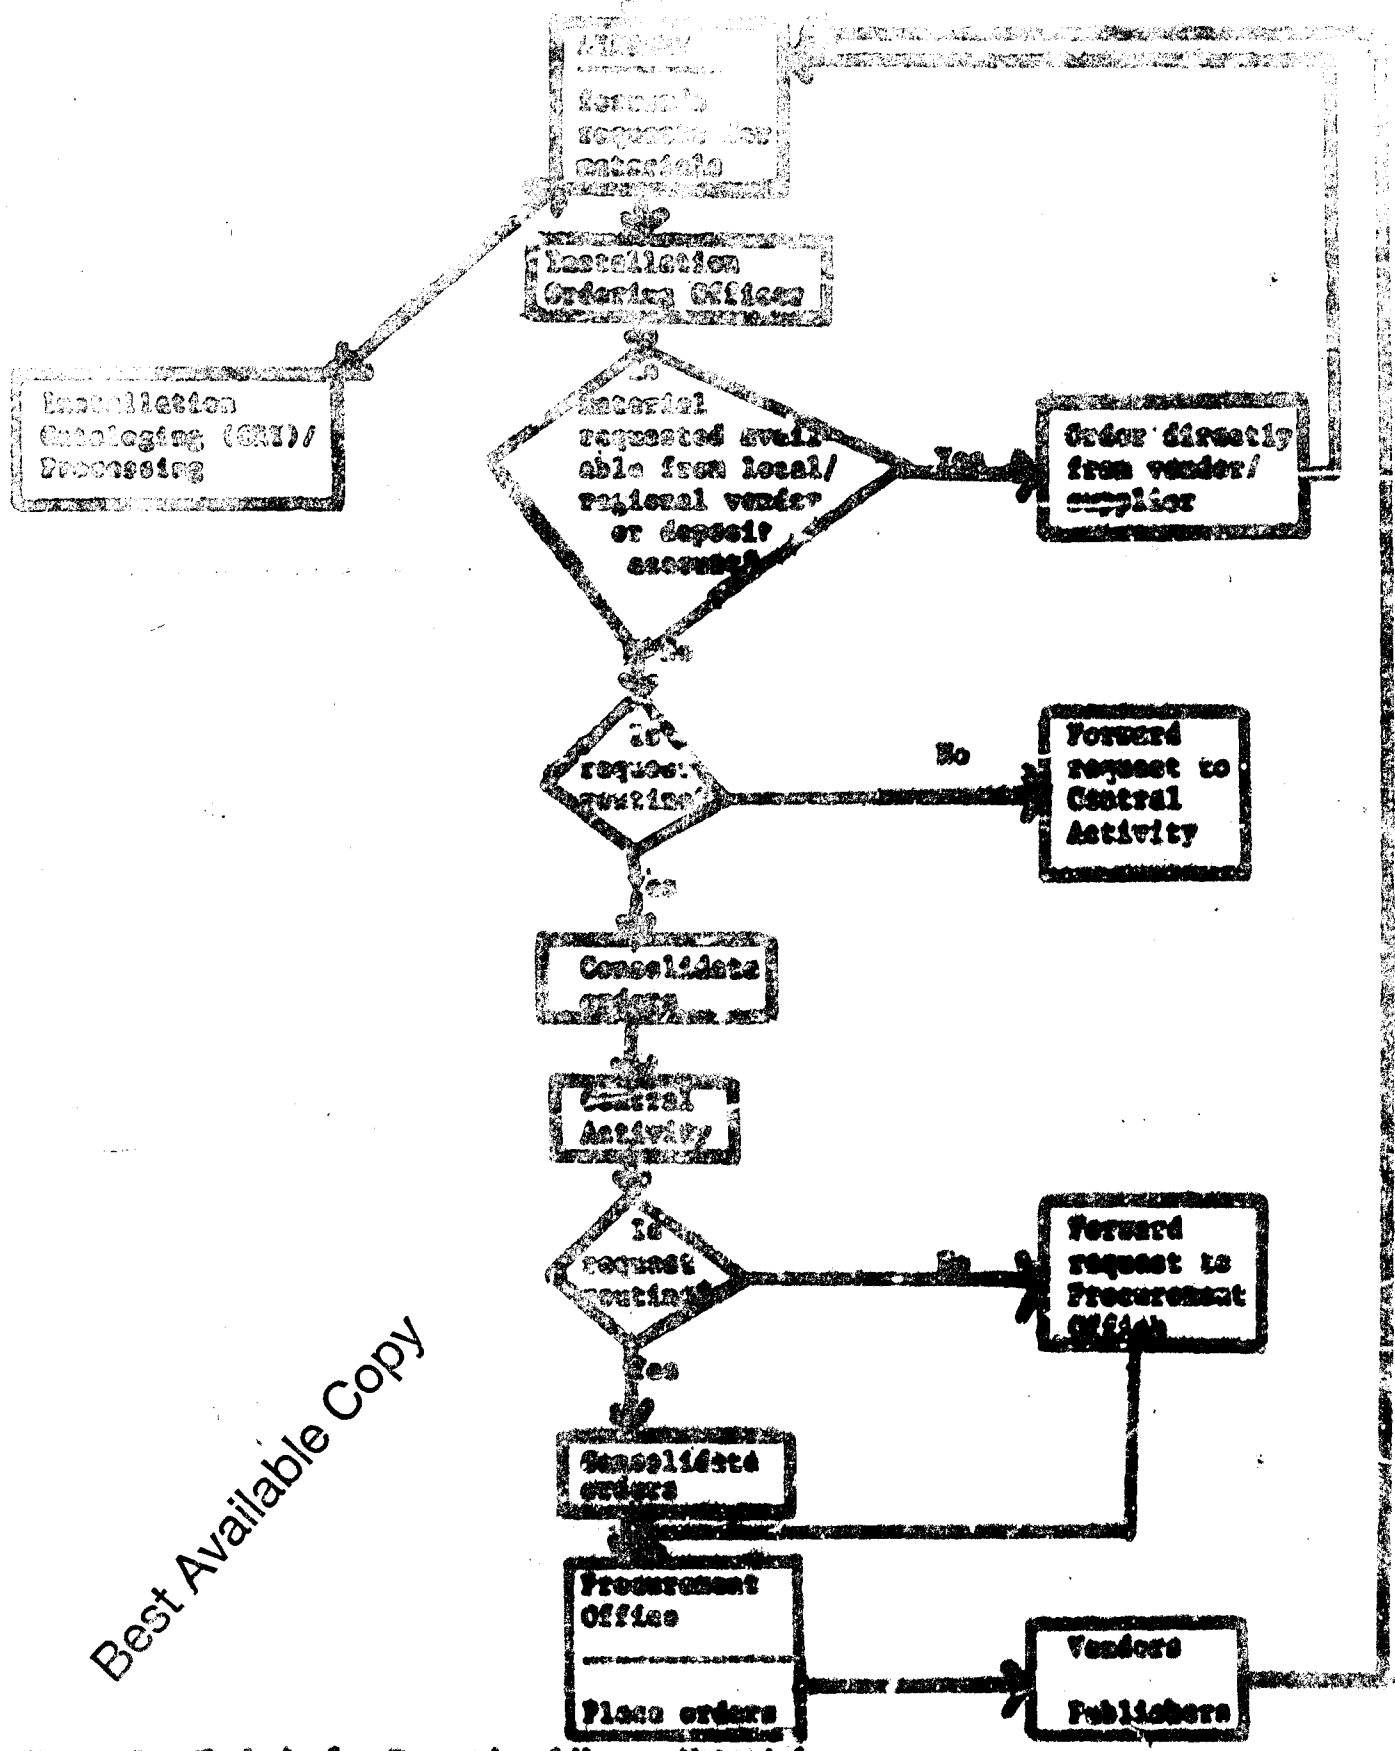 LIBRARY
Forwards
requests for
materials
Installation
Ordering Officer
Installation
Cataloging (CRT)/
Processing
Is
material
requested avail-
able from local/
regional vendor
or deposit
account?
Yes
Order directly
from vendor/
supplier
No
Is
request
routine?
No
Forward
request to
Central
Activity
Yes
Consolidate
orders
Central
Activity
Is
request
routine?
No
Forward
request to
Procurement
Office
Yes
Consolidate
orders
Procurement
Office
Place orders
Vendors
Publishers
Best Available Copy